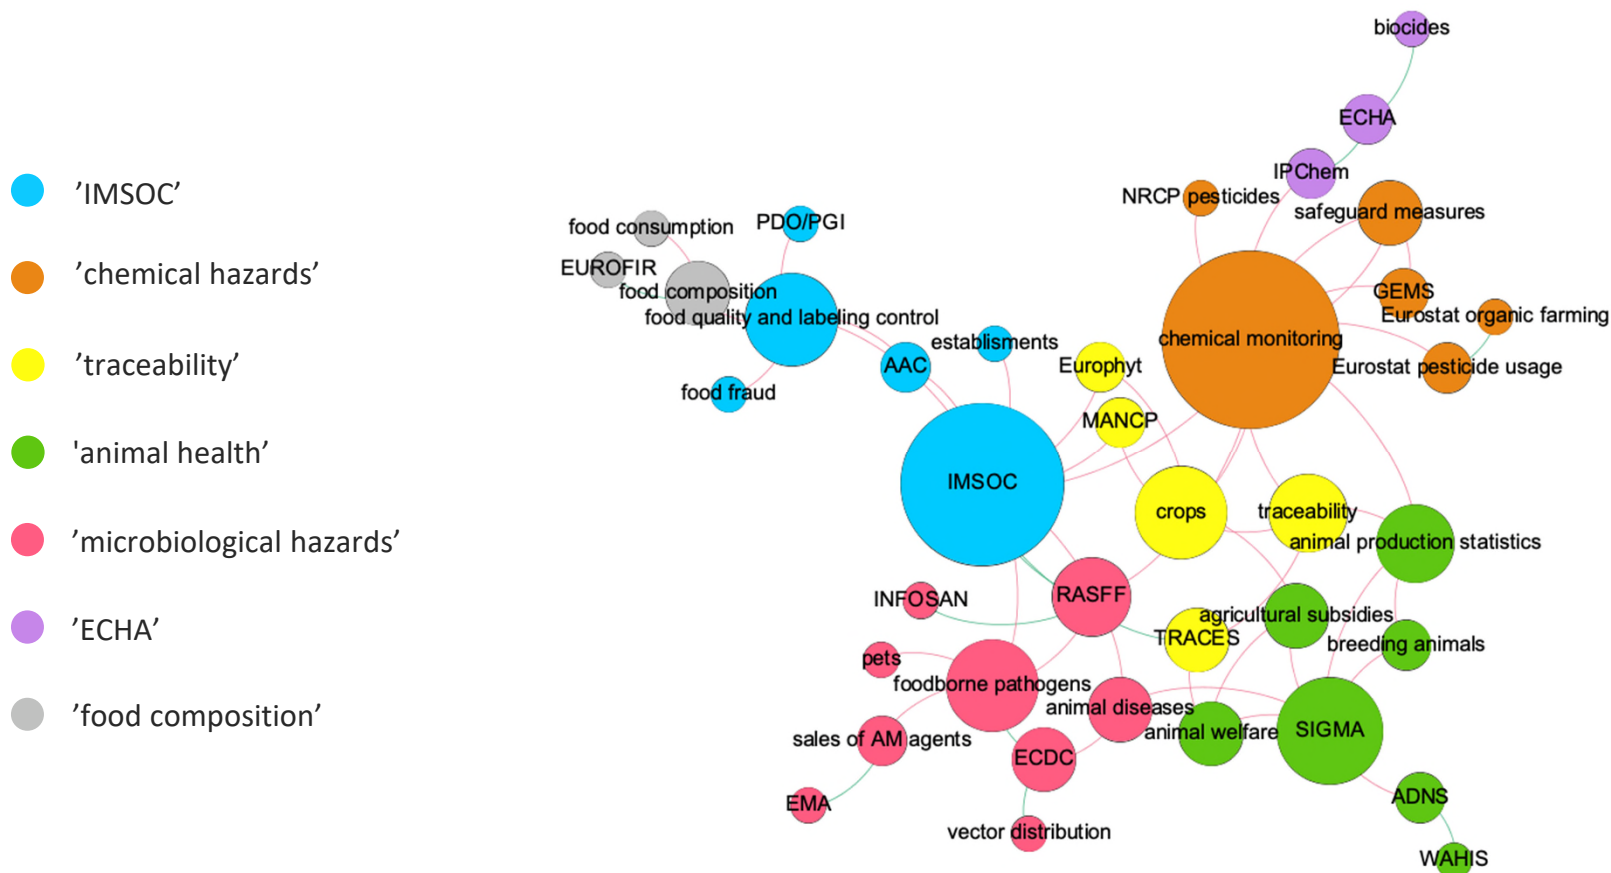 ’IMSOC’
’chemical hazards’
’traceability’
'animal health’
’microbiological hazards’
’ECHA’
’food composition’
biocides
ECHA
IPChem
NRCP pesticides
safeguard measures
food consumption
PDO/PGI
EUROFIR
food composition
GEMS
food quality and labeling control
Eurostat organic farming
chemical monitoring
establisments
AAC
Europhyt
Eurostat pesticide usage
food fraud
MANCP
IMSOC
crops
traceability
animal production statistics
RASFF
INFOSAN
agricultural subsidies
TRACES
breeding animals
pets
foodborne pathogens
animal diseases
SIGMA
animal welfare
sales of AM agents
ECDC
ADNS
EMA
vector distribution
WAHIS